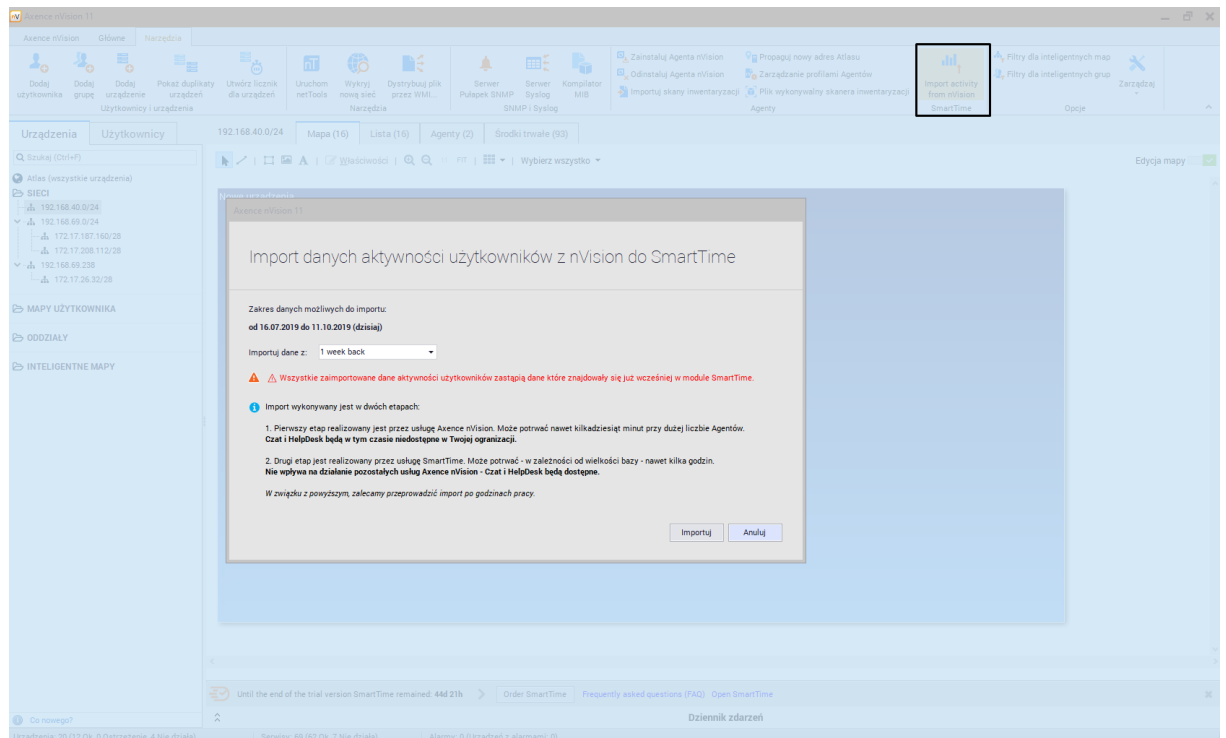 Axence nVision 11
Axence nVision Główne Narzędzia
Dodaj użytkownika
Dodaj grupę
Dodaj urządzenie
Pokaż duplikaty urządzeń
Utwórz licznik dla urządzeń
Uruchom netTools
Wykryj nową sieć
Dystrybuuj plik przez WMI...
Serwer Pułapek SNMP
Serwer Syslog
Kompilator MIB
Zainstaluj Agenta nVision
Odinstaluj Agenta nVision
Importuj skany inwentaryzacji
Propaguj nowy adres Atlasu
Zarządzanie profilami Agentów
Plik wykonywalny skanera inwentaryzacji
Import activity from nVision
Filtry dla inteligentnych map
Filtry dla inteligentnych grup
Zarządzaj
Użytkownicy i urządzenia Narzędzia SNMP i Syslog Agenty SmartTime Opcje
Urządzenia Użytkownicy
192.168.40.0/24 Mapa (16) Lista (16) Agenty (2) Środki trwałe (93)
Szukaj (Ctrl+F)
Właściwości FIT Wybierz wszystko Edycja mapy
Atlas (wszystkie urządzenia)
SIECI
192.168.40.0/24
192.168.69.0/24
172.17.187.160/28
172.17.208.112/28
192.168.69.238
172.17.26.32/28
MAPY UŻYTKOWNIKA
ODDZIAŁY
INTELIGENTNE MAPY
Nowe urządzenia
Axence nVision 11
Import danych aktywności użytkowników z nVision do SmartTime
Zakres danych możliwych do importu:
od 16.07.2019 do 11.10.2019 (dzisiaj)
Importuj dane z: 1 week back
Wszystkie zaimportowane dane aktywności użytkowników zastąpią dane które znajdowały się już wcześniej w module SmartTime.
Import wykonywany jest w dwóch etapach:
1. Pierwszy etap realizowany jest przez usługę Axence nVision. Może potrwać nawet kilkadziesiąt minut przy dużej liczbie Agentów.
Czat i HelpDesk będą w tym czasie niedostępne w Twojej ogranizacji.
2. Drugi etap jest realizowany przez usługę SmartTime. Może potrwać - w zależności od wielkości bazy - nawet kilka godzin.
Nie wpływa na działanie pozostałych usług Axence nVision - Czat i HelpDesk będą dostępne.
W związku z powyższym, zalecamy przeprowadzić import po godzinach pracy.
Importuj Anuluj
Until the end of the trial version SmartTime remained: 44d 21h Order SmartTime Frequently asked questions (FAQ) Open SmartTime
Co nowego?
Dziennik zdarzeń